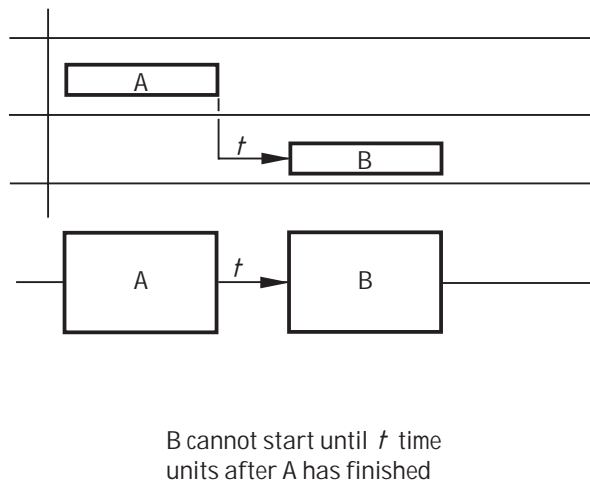 A
t
B
A
t
B
B cannot start until t time
units after A has finished